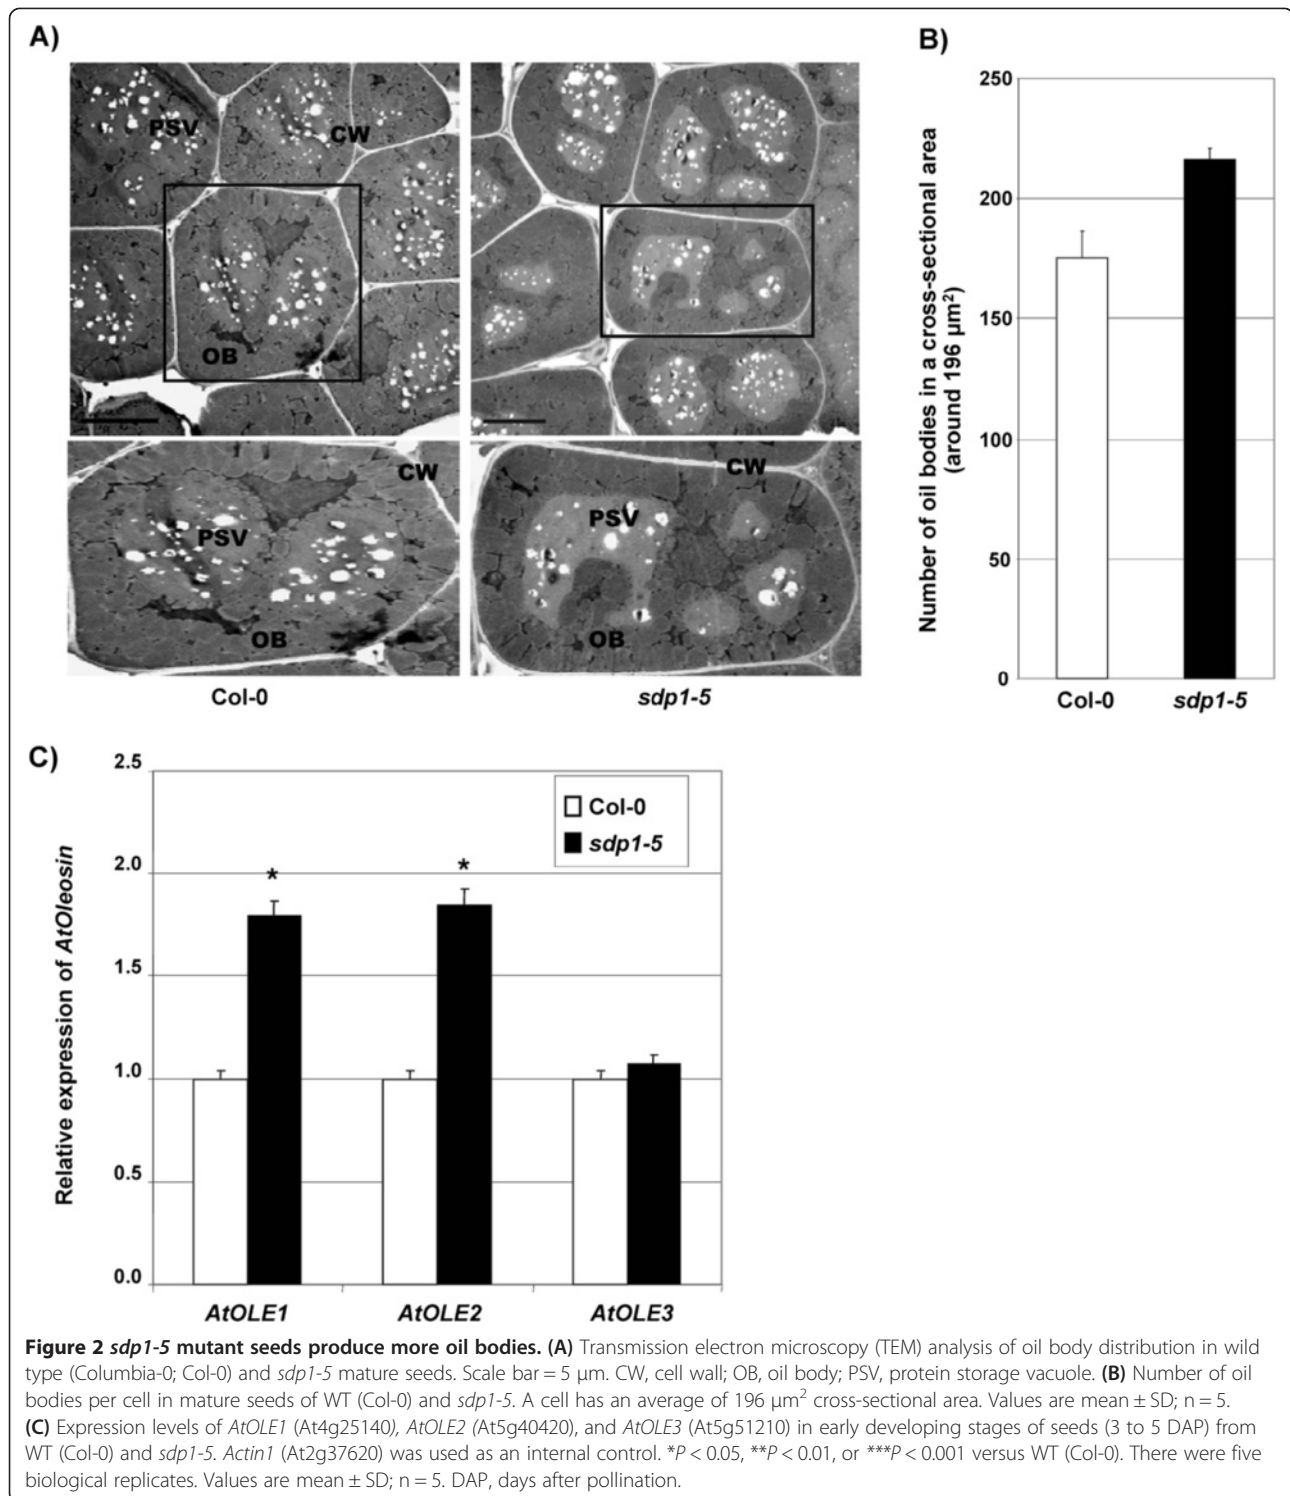 A)
B)
PSV
CW
OB
CW
PSV
OB
CW
PSV
OB
Col-0
sdp1-5
Number of oil bodies in a cross-sectional area
(around 196 µm²)
250
200
150
100
50
0
Col-0
sdp1-5
C)
Relative expression of AtOleosin
2.5
2.0
1.5
1.0
0.5
0.0
Col-0
sdp1-5
*
*
AtOLE1
AtOLE2
AtOLE3
Figure 2 sdp1-5 mutant seeds produce more oil bodies. (A) Transmission electron microscopy (TEM) analysis of oil body distribution in wild
type (Columbia-0; Col-0) and sdp1-5 mature seeds. Scale bar = 5 µm. CW, cell wall; OB, oil body; PSV, protein storage vacuole. (B) Number of oil
bodies per cell in mature seeds of WT (Col-0) and sdp1-5. A cell has an average of 196 µm² cross-sectional area. Values are mean ± SD; n = 5.
(C) Expression levels of AtOLE1 (At4g25140), AtOLE2 (At5g40420), and AtOLE3 (At5g51210) in early developing stages of seeds (3 to 5 DAP) from
WT (Col-0) and sdp1-5. Actin1 (At2g37620) was used as an internal control. *P < 0.05, **P < 0.01, or ***P < 0.001 versus WT (Col-0). There were five
biological replicates. Values are mean ± SD; n = 5. DAP, days after pollination.